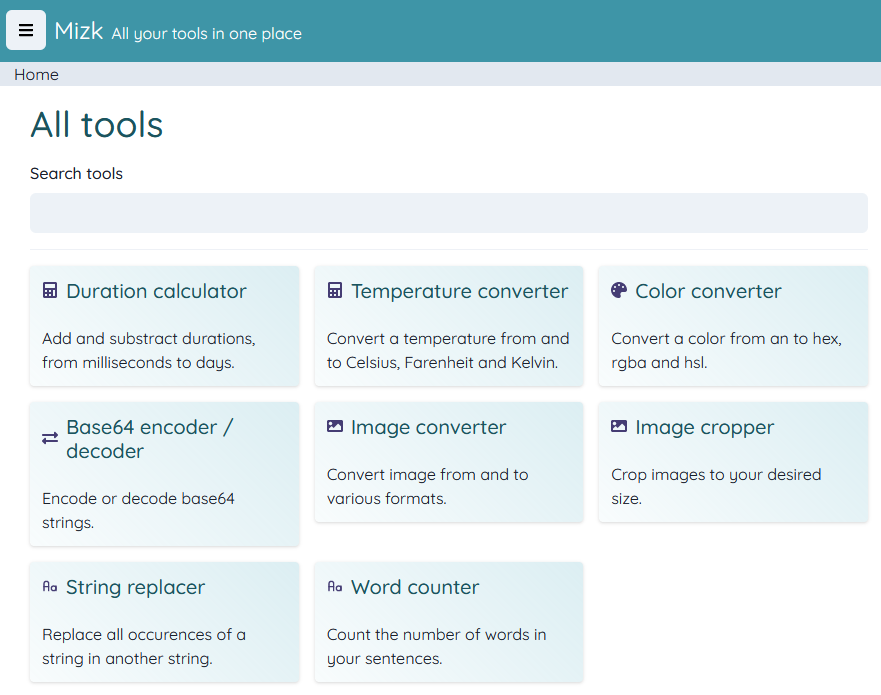 Mizk All your tools in one place
Home
All tools
Search tools
Duration calculator
Add and substract durations,
from milliseconds to days.
Temperature converter
Convert a temperature from and
to Celsius, Farenheit and Kelvin.
Color converter
Convert a color from an to hex,
rgba and hsl.
Base64 encoder /
decoder
Encode or decode base64
strings.
Image converter
Convert image from and to
various formats.
Image cropper
Crop images to your desired
size.
Aa String replacer
Replace all occurences of a
string in another string.
Aa Word counter
Count the number of words in
your sentences.